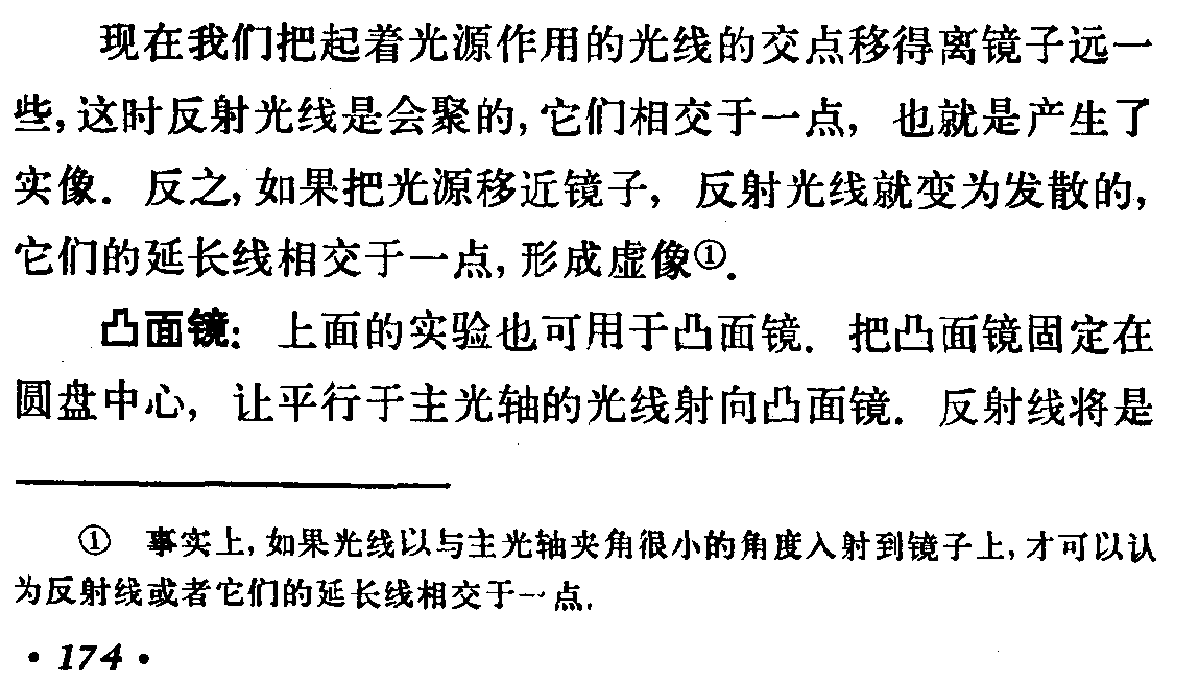 现在我们把起着光源作用的光线的交点移得离镜子远一
些,这时反射光线是会聚的,它们相交于一点, 也就是产生了
实像. 反之,如果把光源移近镜子, 反射光线就变为发散的,
它们的延长线相交于一点,形成虚像①.
凸面镜: 上面的实验也可用于凸面镜. 把凸面镜固定在
圆盘中心, 让平行于主光轴的光线射向凸面镜. 反射线将是
① 事实上,如果光线以与主光轴夹角很小的角度入射到镜子上,才可以认
为反射线或者它们的延长线相交于一点.
• 174 •